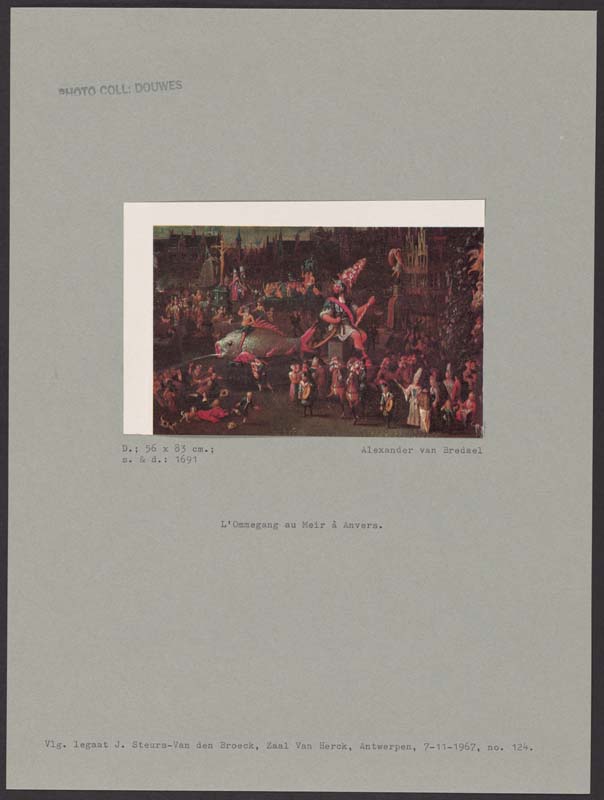 PHOTO COLL: DOUWES
D.; 56 x 83 cm.;
s. & d.: 1691
Alexander van Bredael
L'Ommegang au Meir à Anvers.
Vlg. legaat J. Steurs-Van den Broeck, Zaal Van Herck, Antwerpen, 7-11-1967, no. 124.